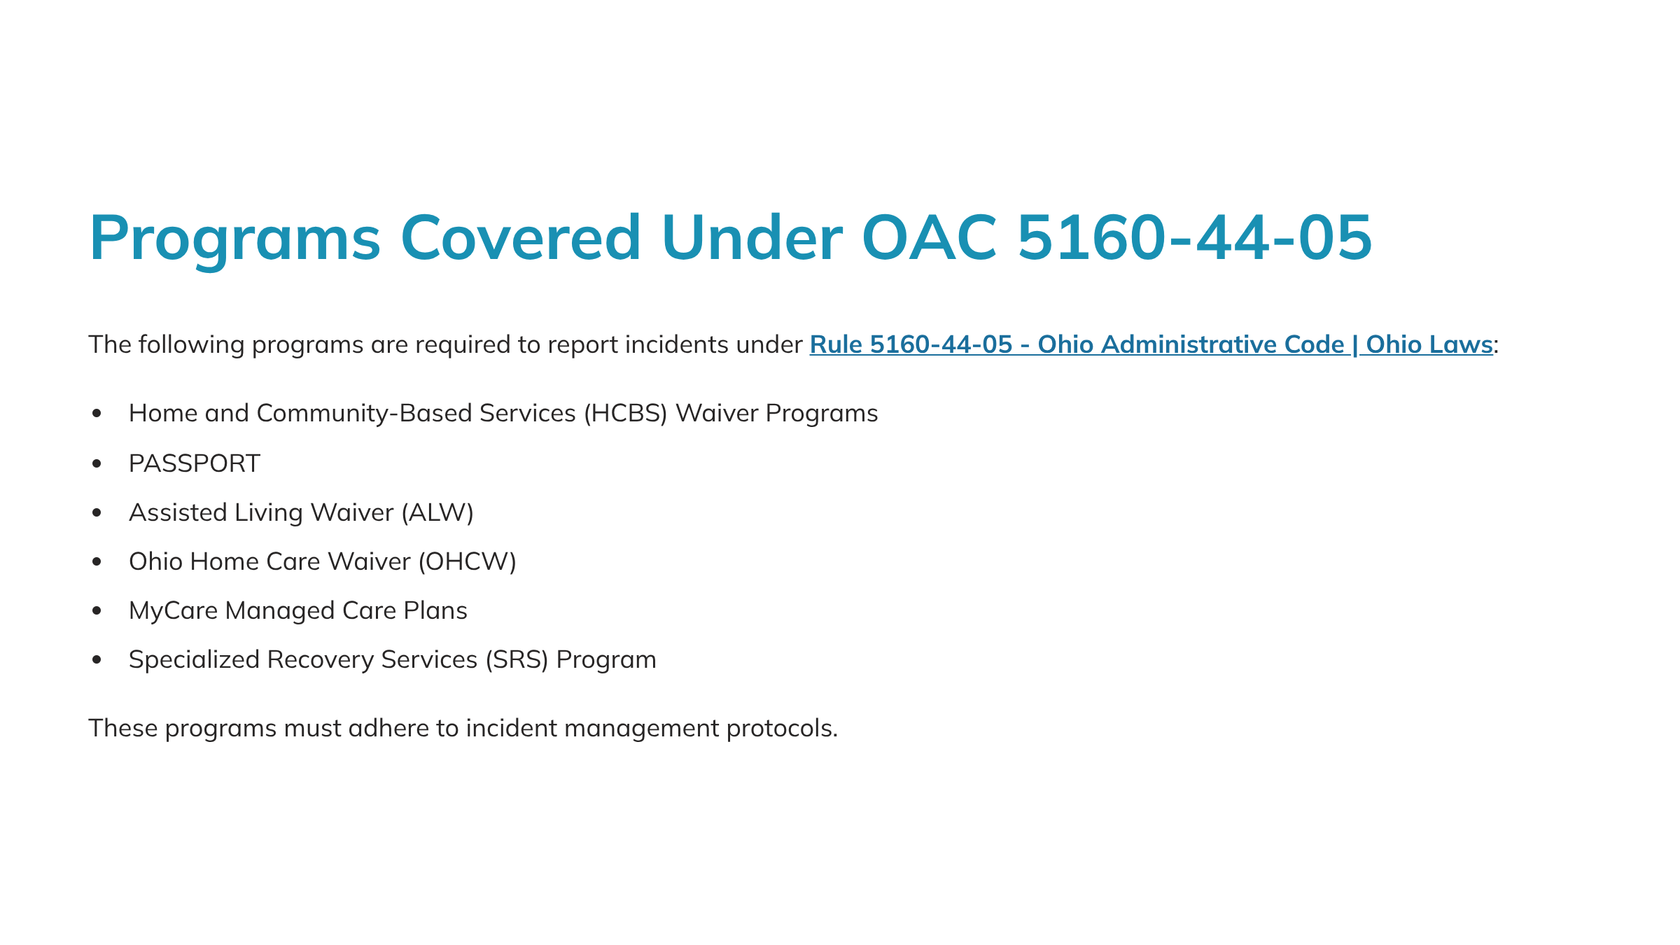 Programs Covered Under OAC 5160-44-05
The following programs are required to report incidents under Rule 5160-44-05 - Ohio Administrative Code | Ohio Laws:
• Home and Community-Based Services (HCBS) Waiver Programs
• PASSPORT
• Assisted Living Waiver (ALW)
• Ohio Home Care Waiver (OHCW)
• MyCare Managed Care Plans
• Specialized Recovery Services (SRS) Program
These programs must adhere to incident management protocols.